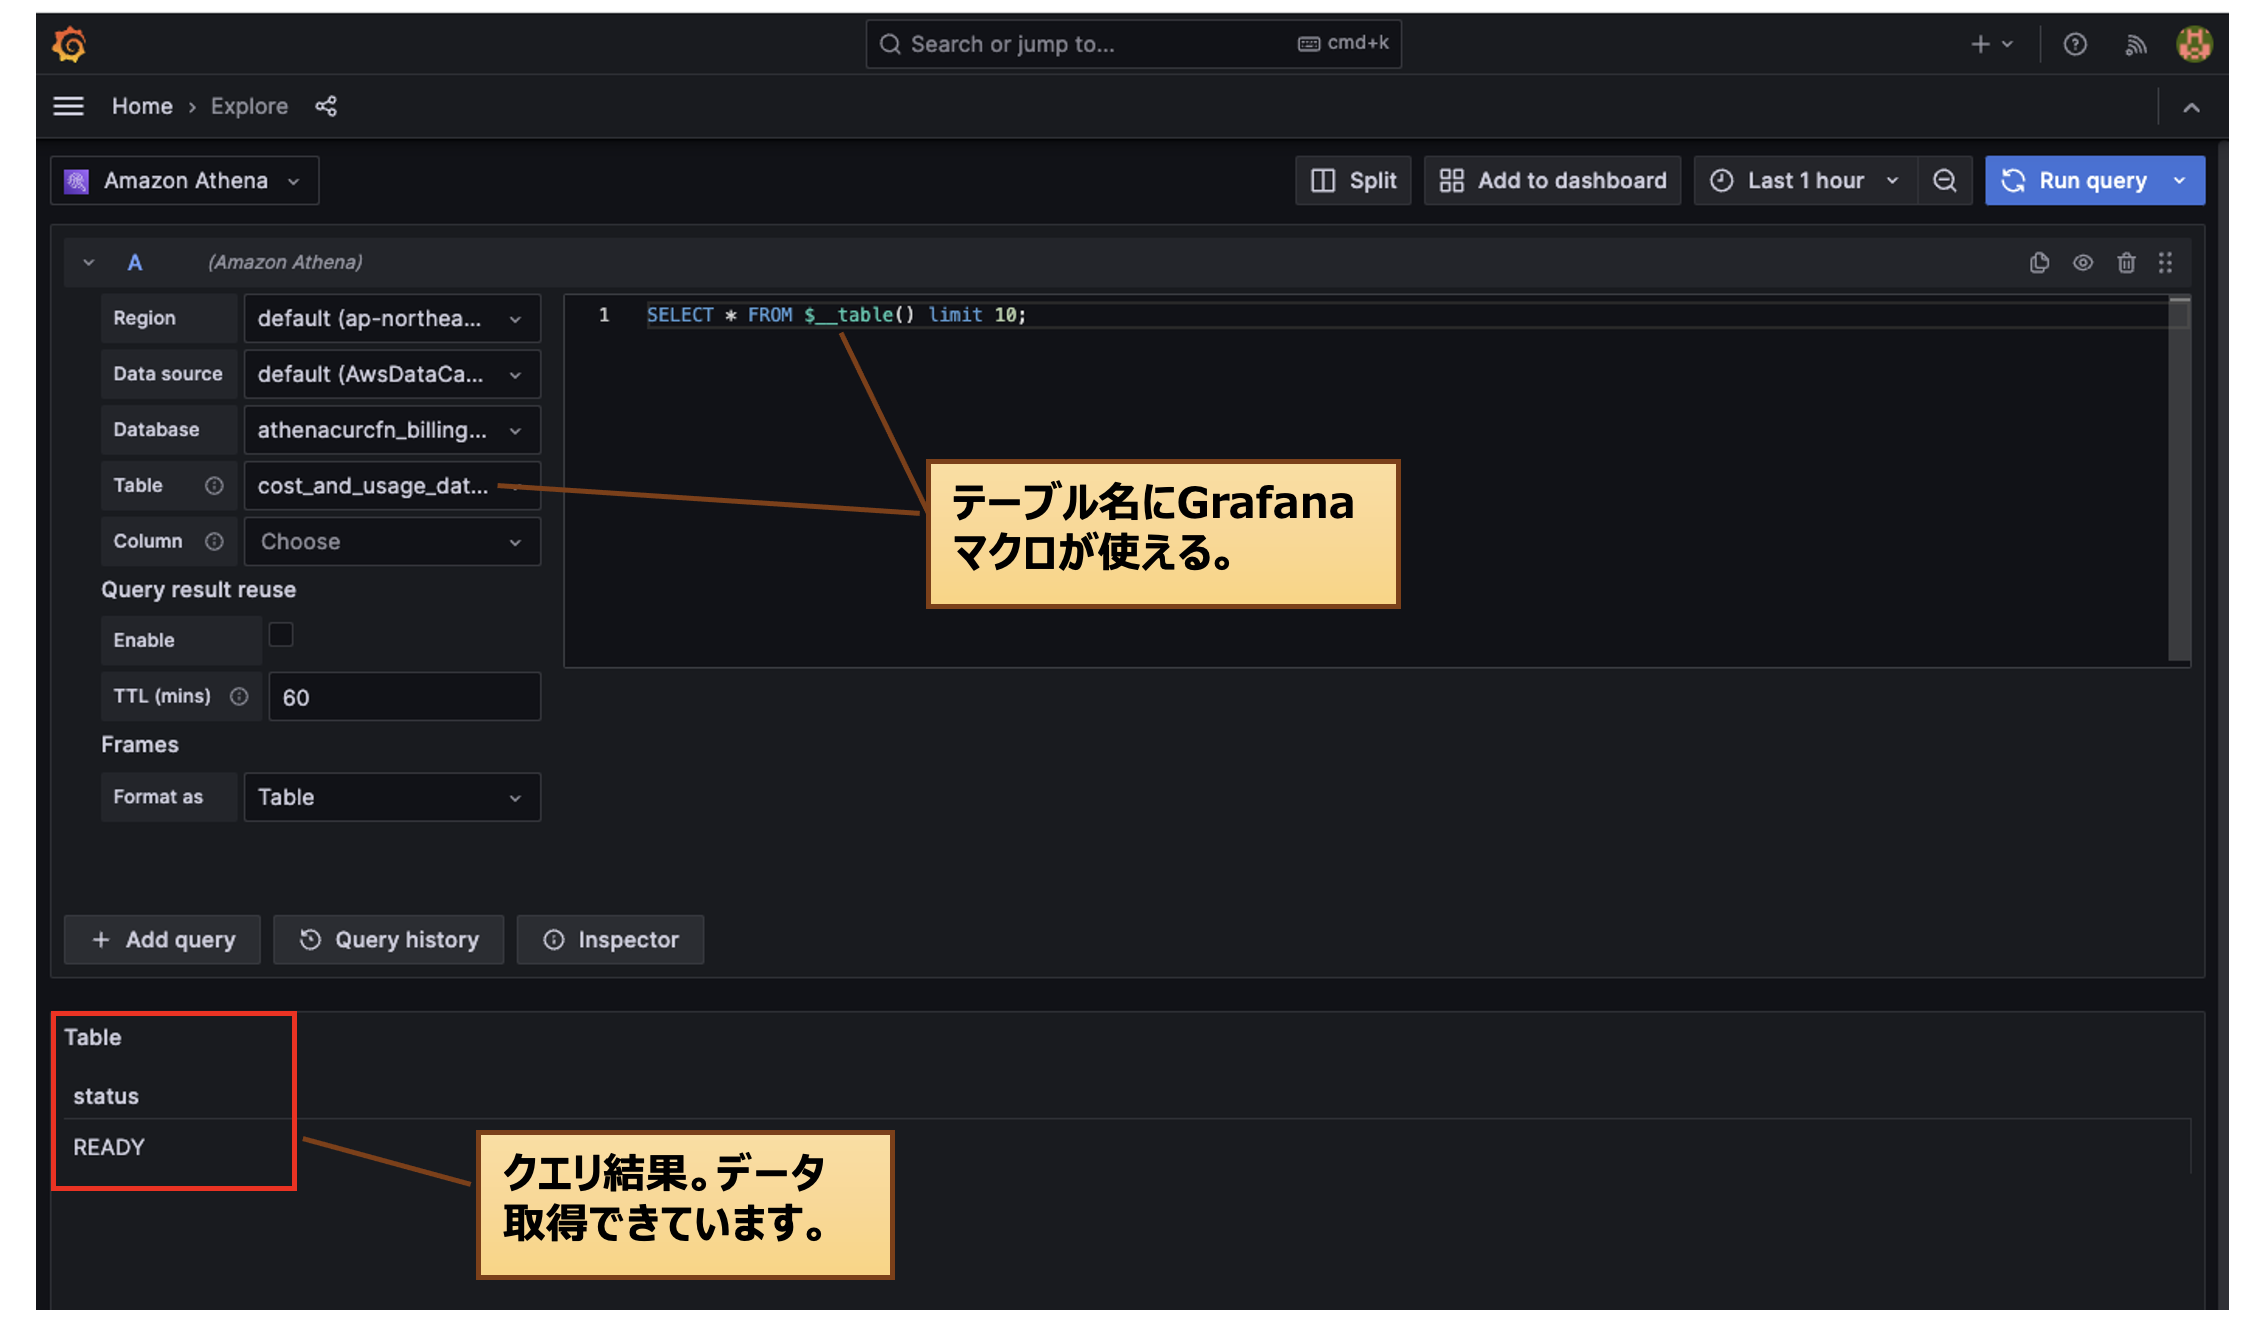 Search or jump to...
cmd+k
Home › Explore
Amazon Athena
Split
Add to dashboard
Last 1 hour
Run query
A
(Amazon Athena)
Region
default (ap-northea...
1
SELECT * FROM $__table() limit 10;
Data source
default (AwsDataCa...
Database
athenacurcfn_billing...
Table
cost_and_usage_dat...
テーブル名にGrafana
マクロが使える。
Column
Choose
Query result reuse
Enable
TTL (mins)
60
Frames
Format as
Table
+ Add query
Query history
Inspector
Table
status
READY
クエリ結果。データ
取得できています。